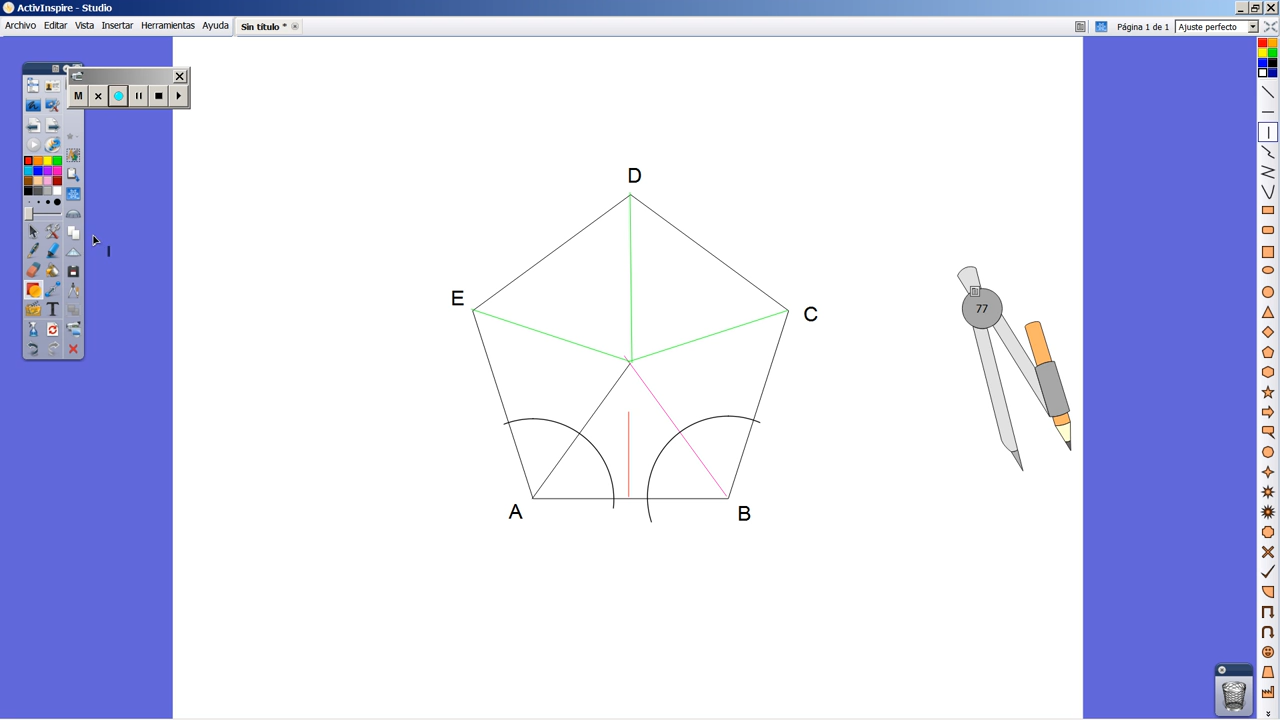 ActivInspire - Studio
Archivo Editar Vista Insertar Herramientas Ayuda
Sin título *
Página 1 de 1
Ajuste perfecto
M
T
D
E
C
77
A
B